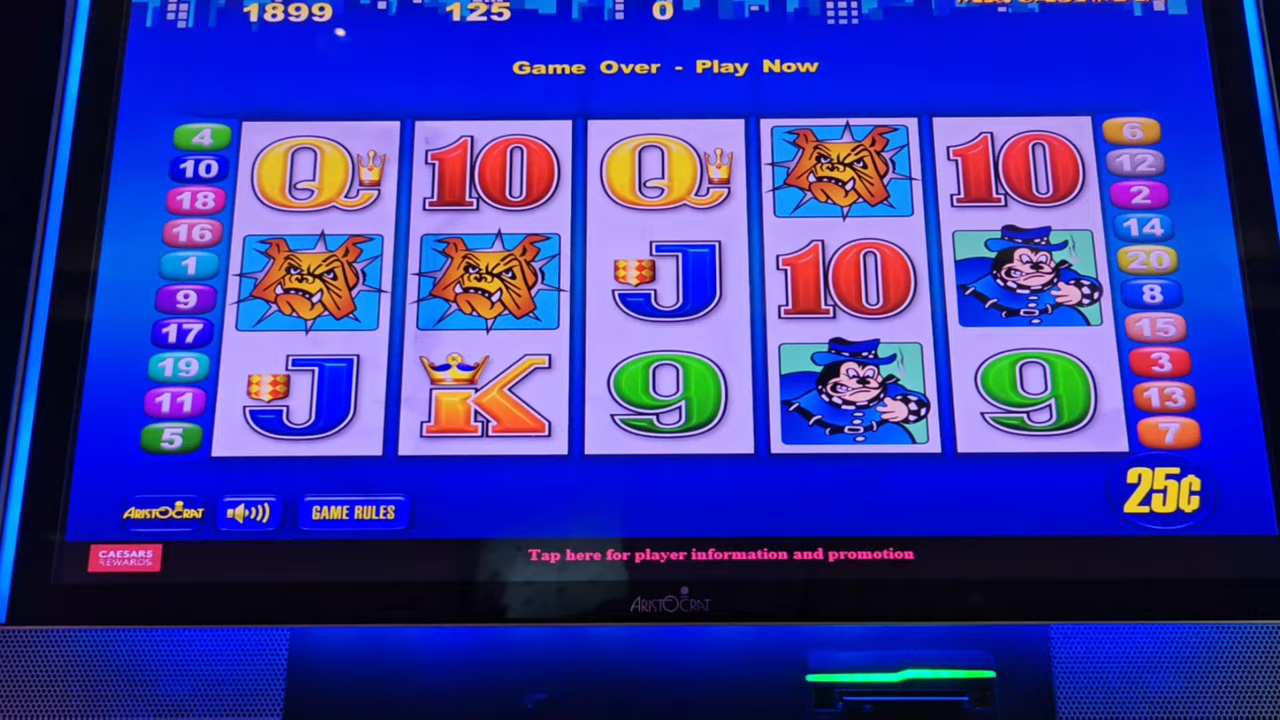 1899 125 0
Game Over - Play Now
4 Q 10 Q 10 6
10 12
18 2
16 14
1 J 10 20
9 8
17 15
19 J K 9 9 3
11 13
5 7
25¢
ARISTOCRAT GAME RULES
CAESARS
REWARDS
Tap here for player information and promotion
ARISTOCRAT